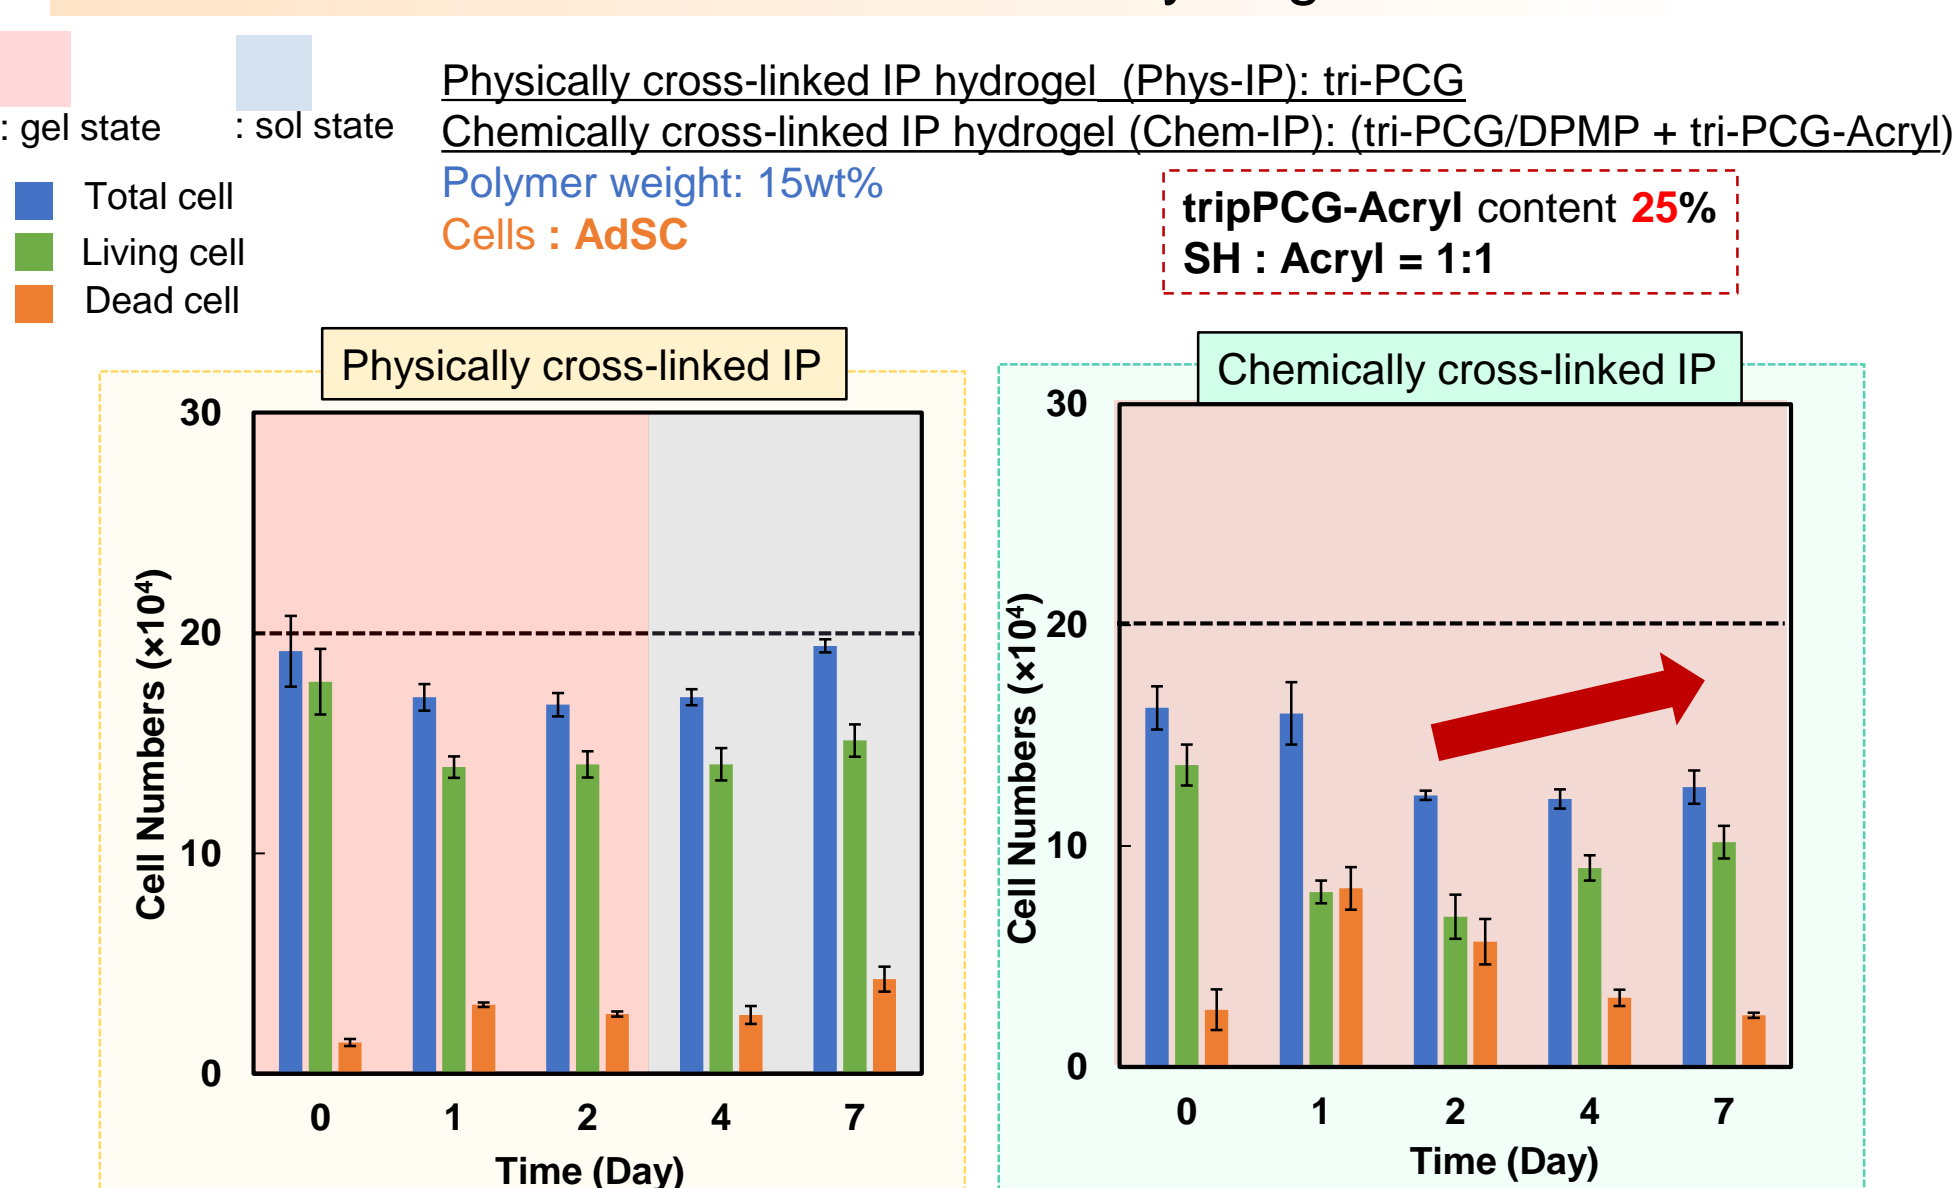 : gel state
: sol state
Physically cross-linked IP hydrogel (Phys-IP): tri-PCG
Chemically cross-linked IP hydrogel (Chem-IP): (tri-PCG/DPMP + tri-PCG-Acryl)
Polymer weight: 15wt%
Cells : AdSC
tripPCG-Acryl content 25%
SH : Acryl = 1:1
Total cell
Living cell
Dead cell
Physically cross-linked IP
30
20
10
0
Cell Numbers (×10⁴)
0 1 2 4 7
Time (Day)
Chemically cross-linked IP
30
20
10
0
Cell Numbers (×10⁴)
0 1 2 4 7
Time (Day)